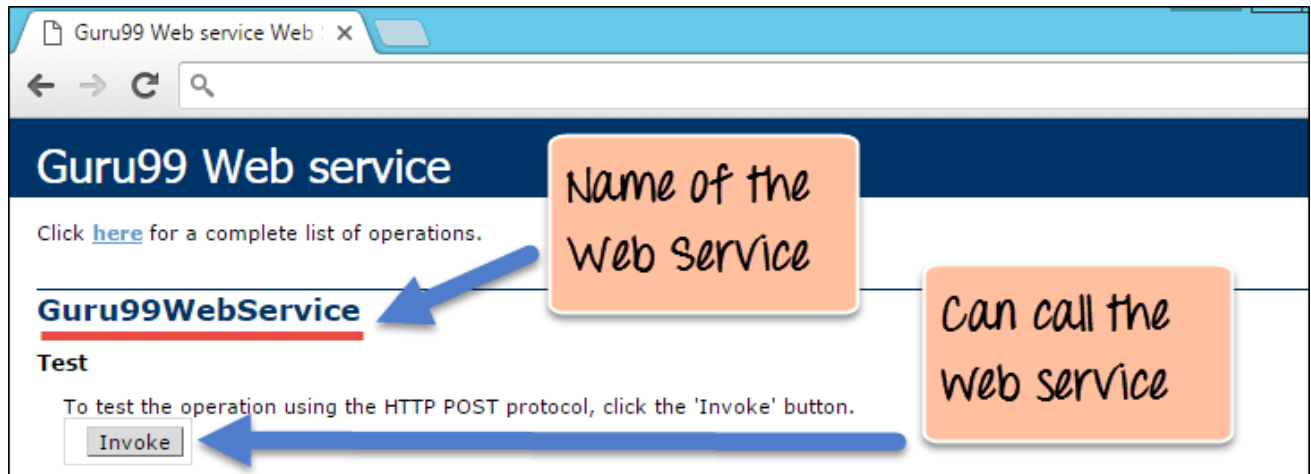 Guru99 Web service Web
Guru99 Web service
Name of the
Web Service
Click here for a complete list of operations.
Guru99WebService
Can call the
web service
Test
To test the operation using the HTTP POST protocol, click the 'Invoke' button.
Invoke